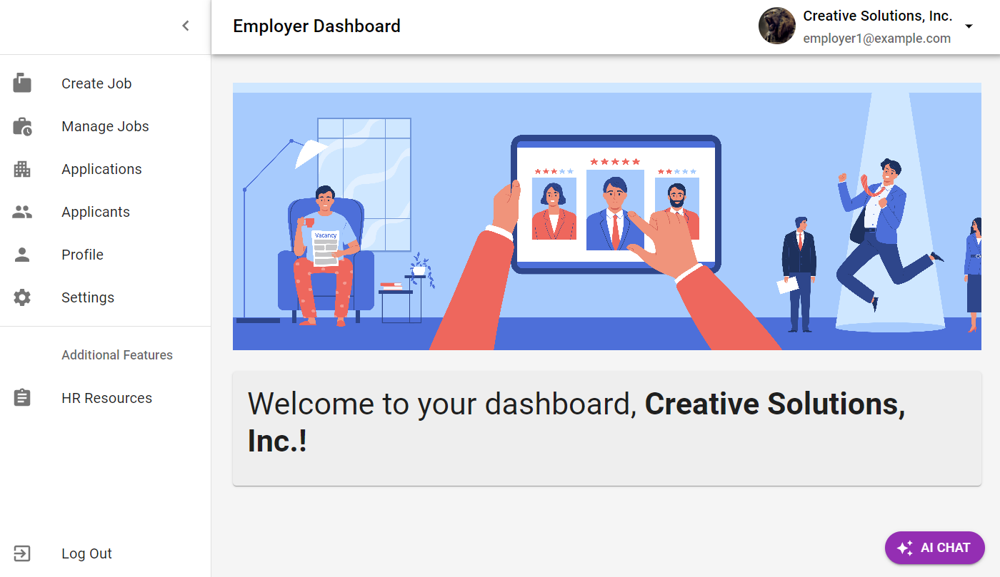 Employer Dashboard
Creative Solutions, Inc.
employer1@example.com
Create Job
Manage Jobs
Applications
Applicants
Profile
Settings
Additional Features
HR Resources
Log Out
Vacancy
Welcome to your dashboard, Creative Solutions,
Inc.!
AI CHAT